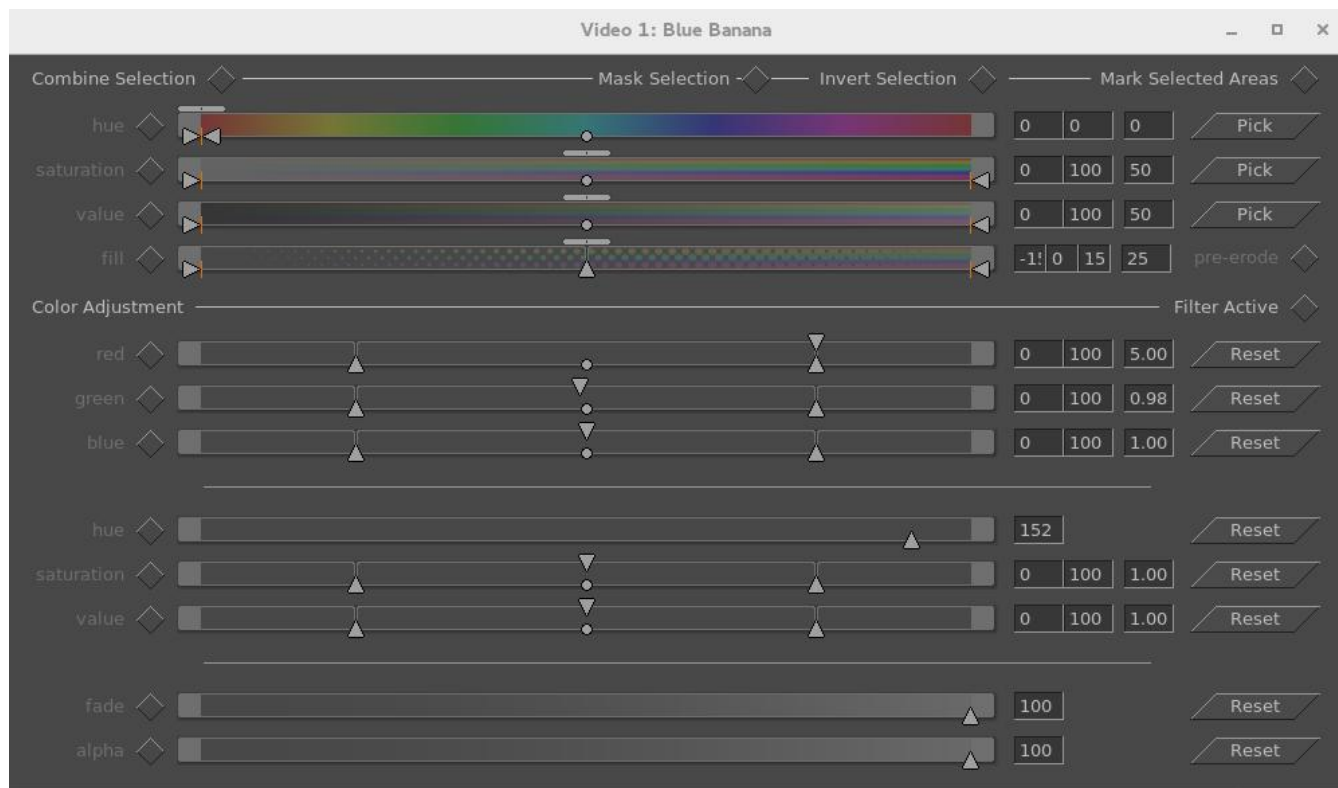 Video 1: Blue Banana
Combine Selection Mask Selection Invert Selection Mark Selected Areas
hue 0 0 0 Pick
saturation 0 100 50 Pick
value 0 100 50 Pick
fill 0 15 25 pre-erode
Color Adjustment Filter Active
red 0 100 5.00 Reset
green 0 100 0.98 Reset
blue 0 100 1.00 Reset
hue 152 Reset
saturation 0 100 1.00 Reset
value 0 100 1.00 Reset
fade 100 Reset
alpha 100 Reset